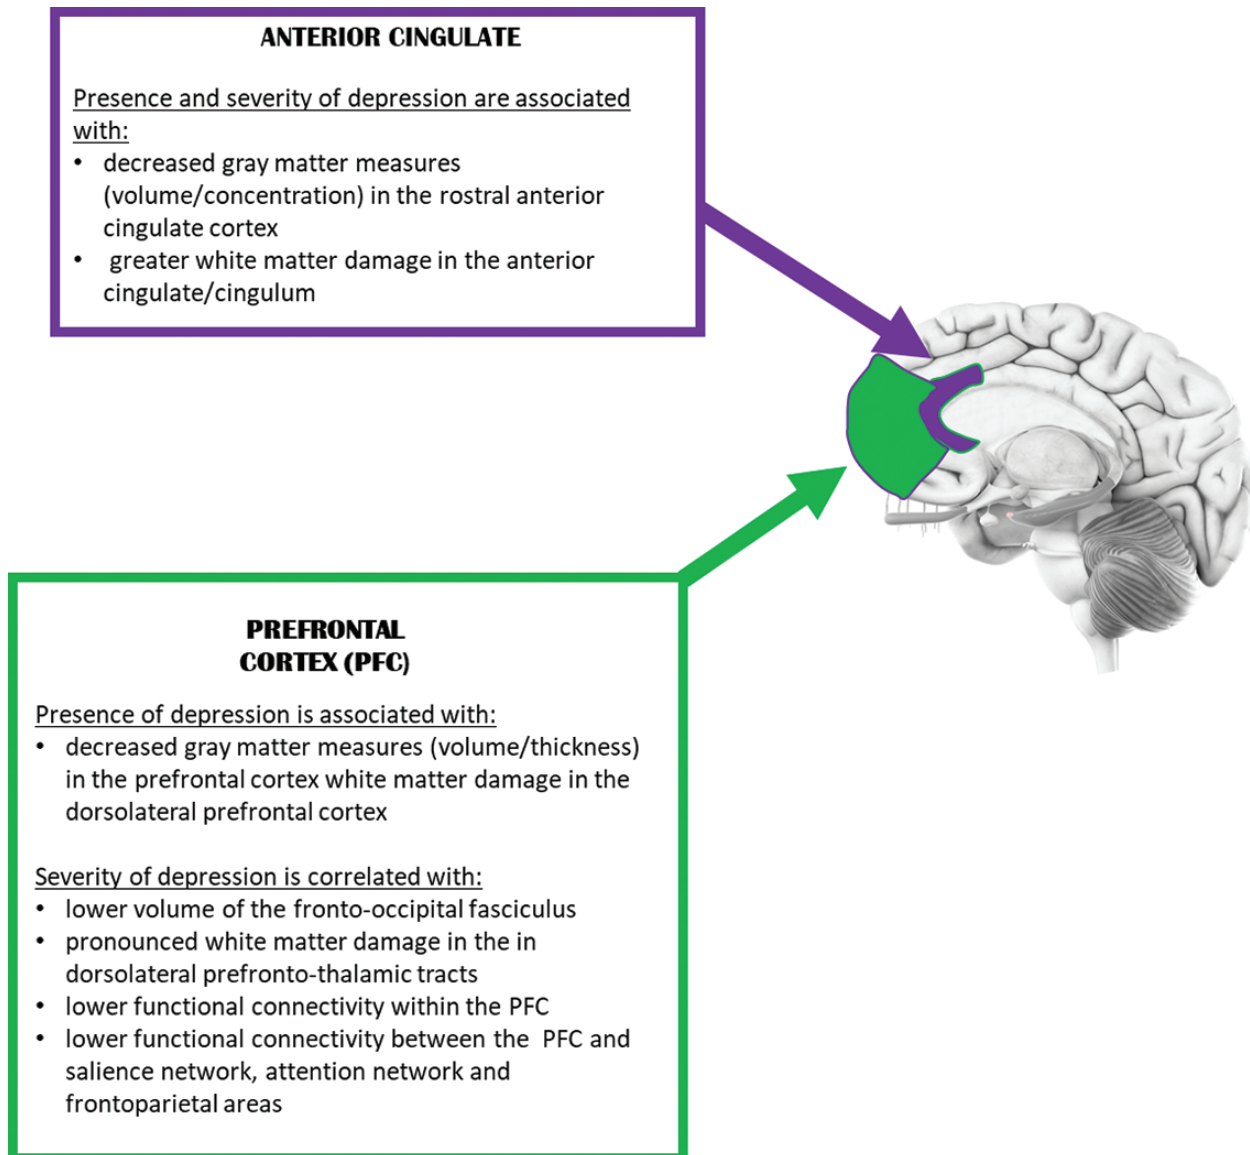 ANTERIOR CINGULATE
Presence and severity of depression are associated
with:
• decreased gray matter measures
(volume/concentration) in the rostral anterior
cingulate cortex
• greater white matter damage in the anterior
cingulate/cingulum
PREFRONTAL
CORTEX (PFC)
Presence of depression is associated with:
• decreased gray matter measures (volume/thickness)
in the prefrontal cortex white matter damage in the
dorsolateral prefrontal cortex
Severity of depression is correlated with:
• lower volume of the fronto-occipital fasciculus
• pronounced white matter damage in the in
dorsolateral prefronto-thalamic tracts
• lower functional connectivity within the PFC
• lower functional connectivity between the PFC and
salience network, attention network and
frontoparietal areas